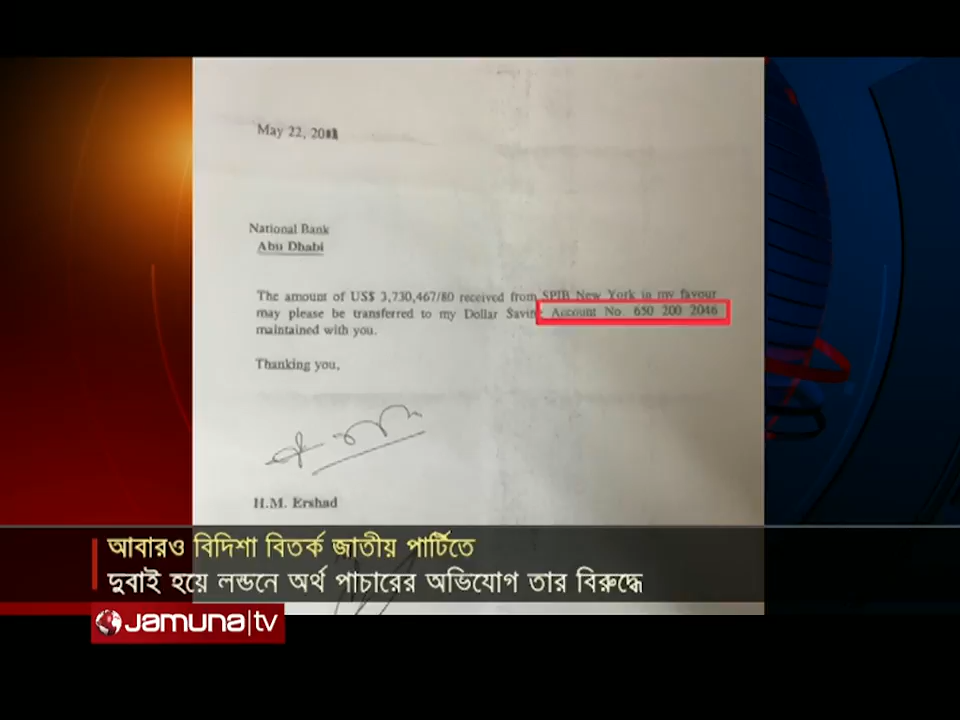 May 22, 2011
National Bank
Abu Dhabi
The amount of US$ 3,730,467/80 received from SPIB New York in my favour
may please be transferred to my Dollar Savin Account No. 650 200 2046
maintained with you.
Thanking you,
H.M. Ershad
আবারও বিদিশা বিতর্ক জাতীয় পার্টিতে
দুবাই হয়ে লন্ডনে অর্থ পাচারের অভিযোগ তার বিরুদ্ধে
Jamuna|tv